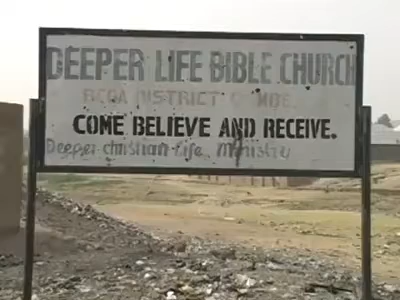 DEEPER LIFE BIBLE CHURCH
DISTRICT
COME BELIEVE AND RECEIVE.
Deeper christian Life Ministry